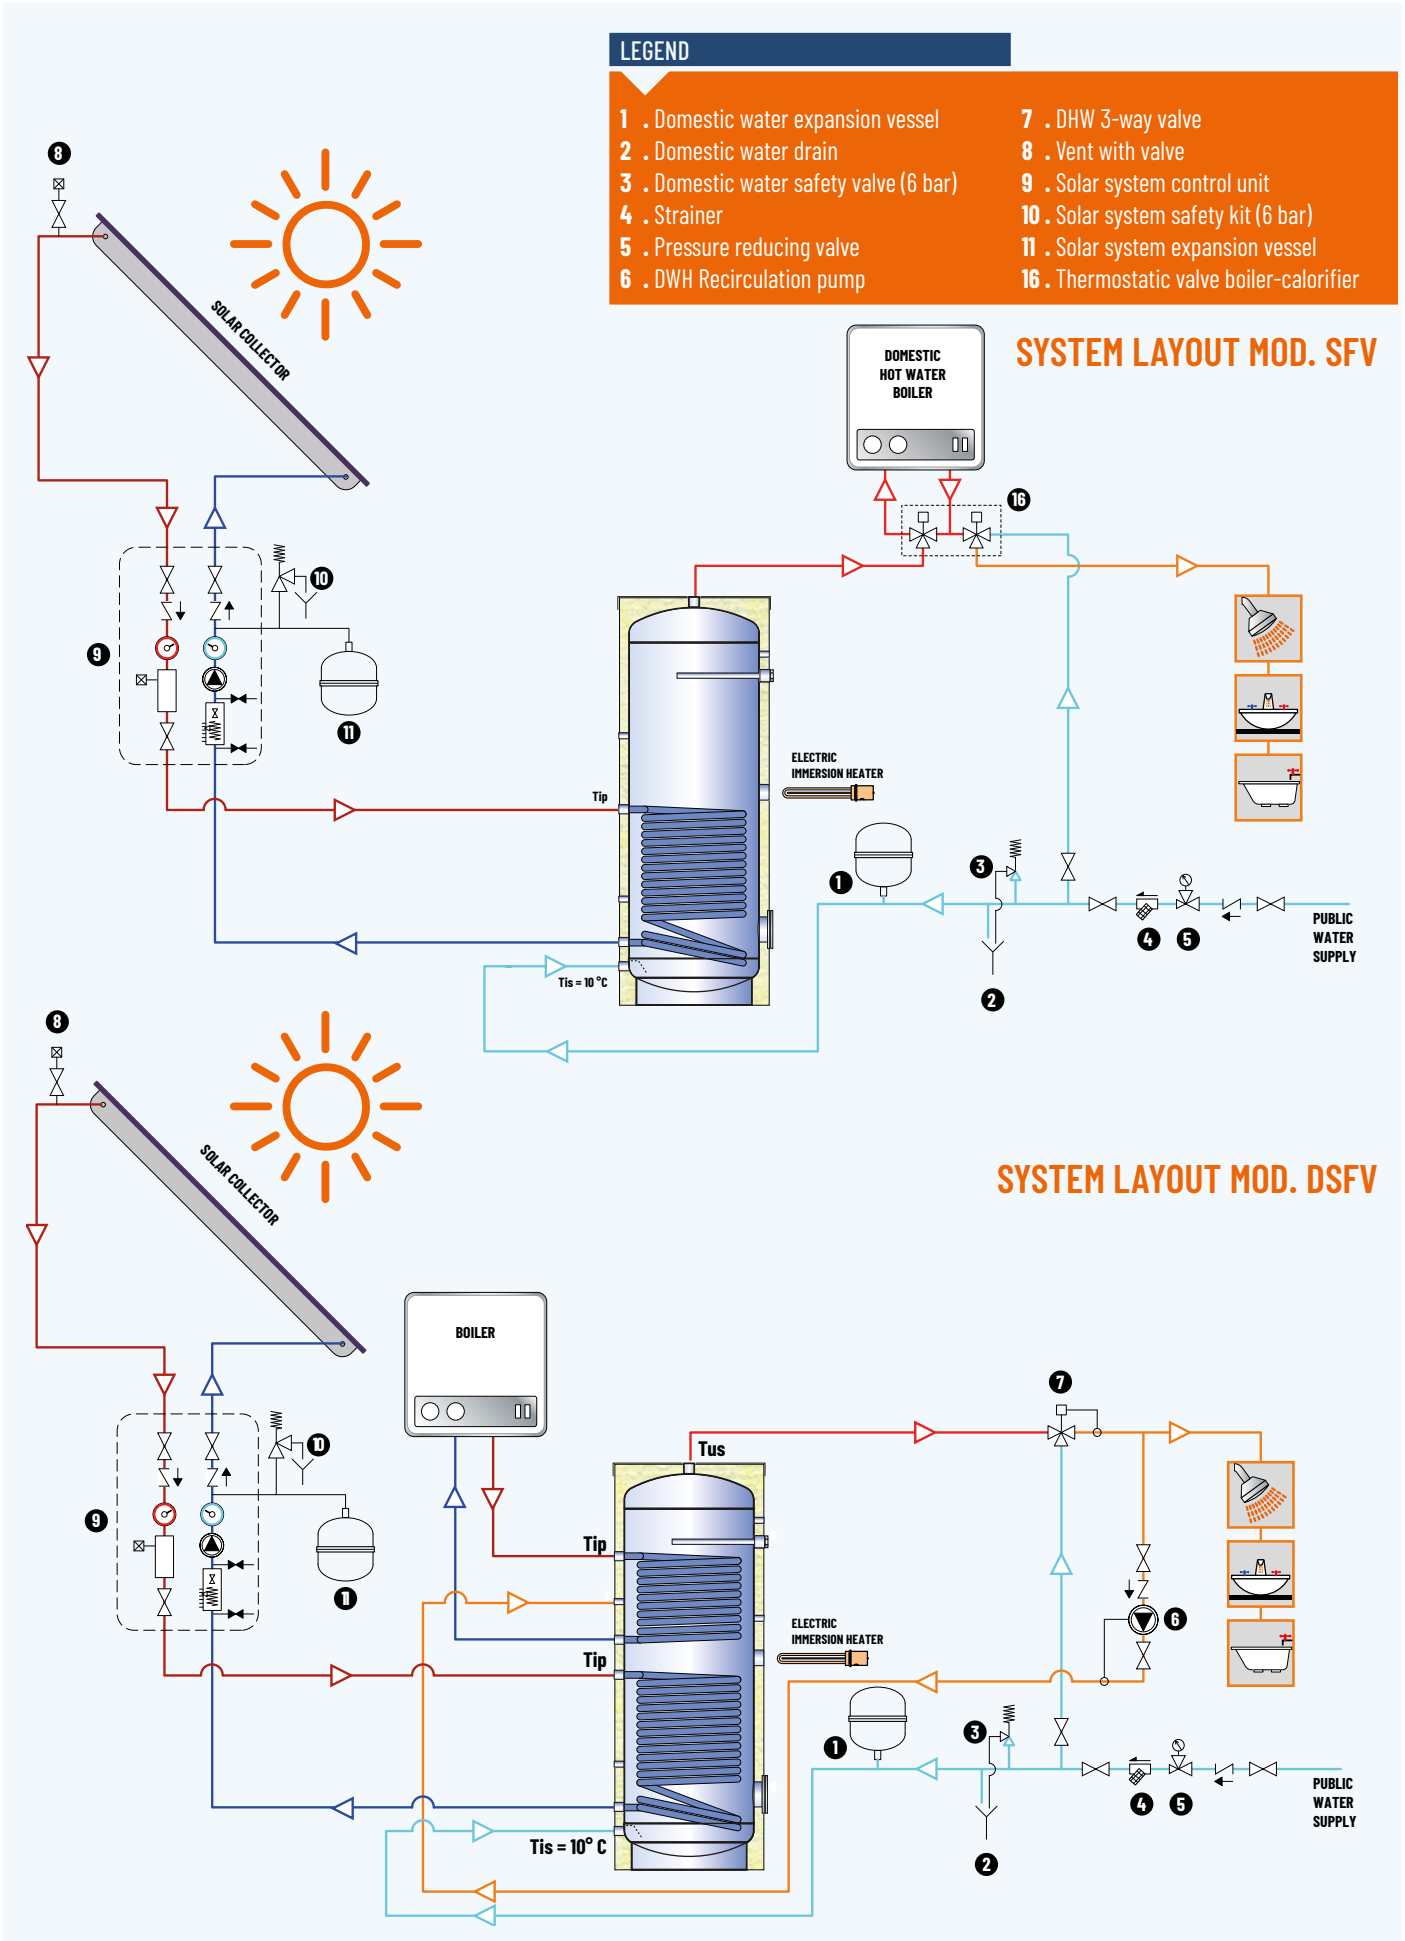 LEGEND
1 . Domestic water expansion vessel
2 . Domestic water drain
3 . Domestic water safety valve (6 bar)
4 . Strainer
5 . Pressure reducing valve
6 . DWH Recirculation pump
7 . DHW 3-way valve
8 . Vent with valve
9 . Solar system control unit
10 . Solar system safety kit (6 bar)
11 . Solar system expansion vessel
16 . Thermostatic valve boiler-calorifier
SYSTEM LAYOUT MOD. SFV
8
SOLAR COLLECTOR
DOMESTIC
HOT WATER
BOILER
16
10
9
11
ELECTRIC
IMMERSION HEATER
Tip
3
1
4
5
PUBLIC
WATER
SUPPLY
Tis = 10 °C
2
SYSTEM LAYOUT MOD. DSFV
8
SOLAR COLLECTOR
BOILER
7
10
Tus
9
Tip
11
6
ELECTRIC
IMMERSION HEATER
Tip
3
1
4
5
PUBLIC
WATER
SUPPLY
Tis = 10° C
2